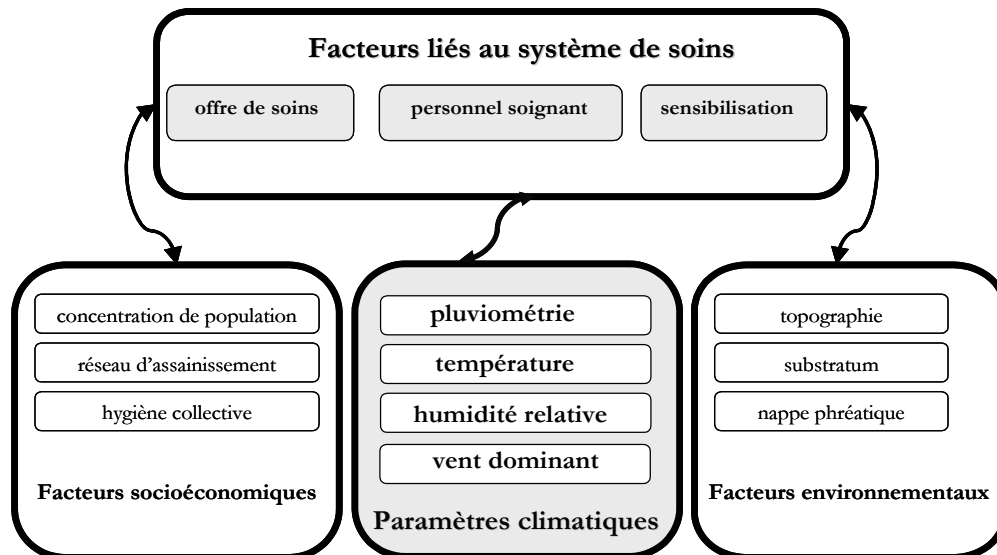 Facteurs liés au système de soins
offre de soins
personnel soignant
sensibilisation
concentration de population
réseau d'assainissement
hygiène collective
Facteurs socioéconomiques
pluviométrie
température
humidité relative
vent dominant
Paramètres climatiques
topographie
substratum
nappe phréatique
Facteurs environnementaux